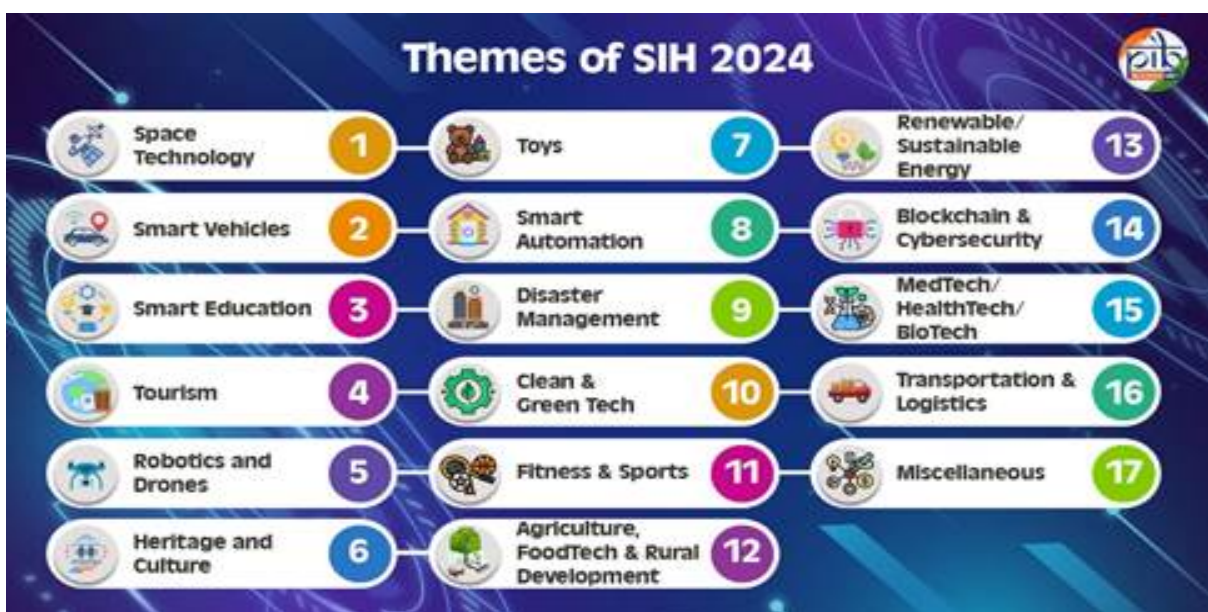 Themes of SIH 2024
pib
Space
Technology
1
Smart Vehicles
2
Smart Education
3
Tourism
4
Robotics and
Drones
5
Heritage and
Culture
6
Toys
7
Smart
Automation
8
Disaster
Management
9
Clean &
Green Tech
10
Fitness & Sports
11
Agriculture,
FoodTech & Rural
Development
12
Renewable/
Sustainable
Energy
13
Blockchain &
Cybersecurity
14
MedTech/
HealthTech/
BioTech
15
Transportation &
Logistics
16
Miscellaneous
17